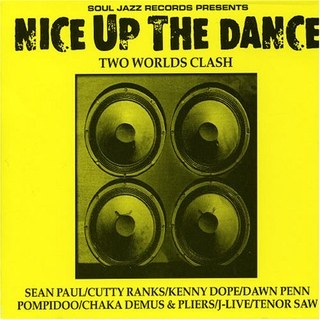 SOUL JAZZ RECORDS PRESENTS
NICE UP THE DANCE
TWO WORLDS CLASH
SEAN PAUL/CUTTY RANKS/KENNY DOPE/DAWN PENN
POMPIDOO/CHAKA DEMUS & PLIERS/J-LIVE/TENOR SAW